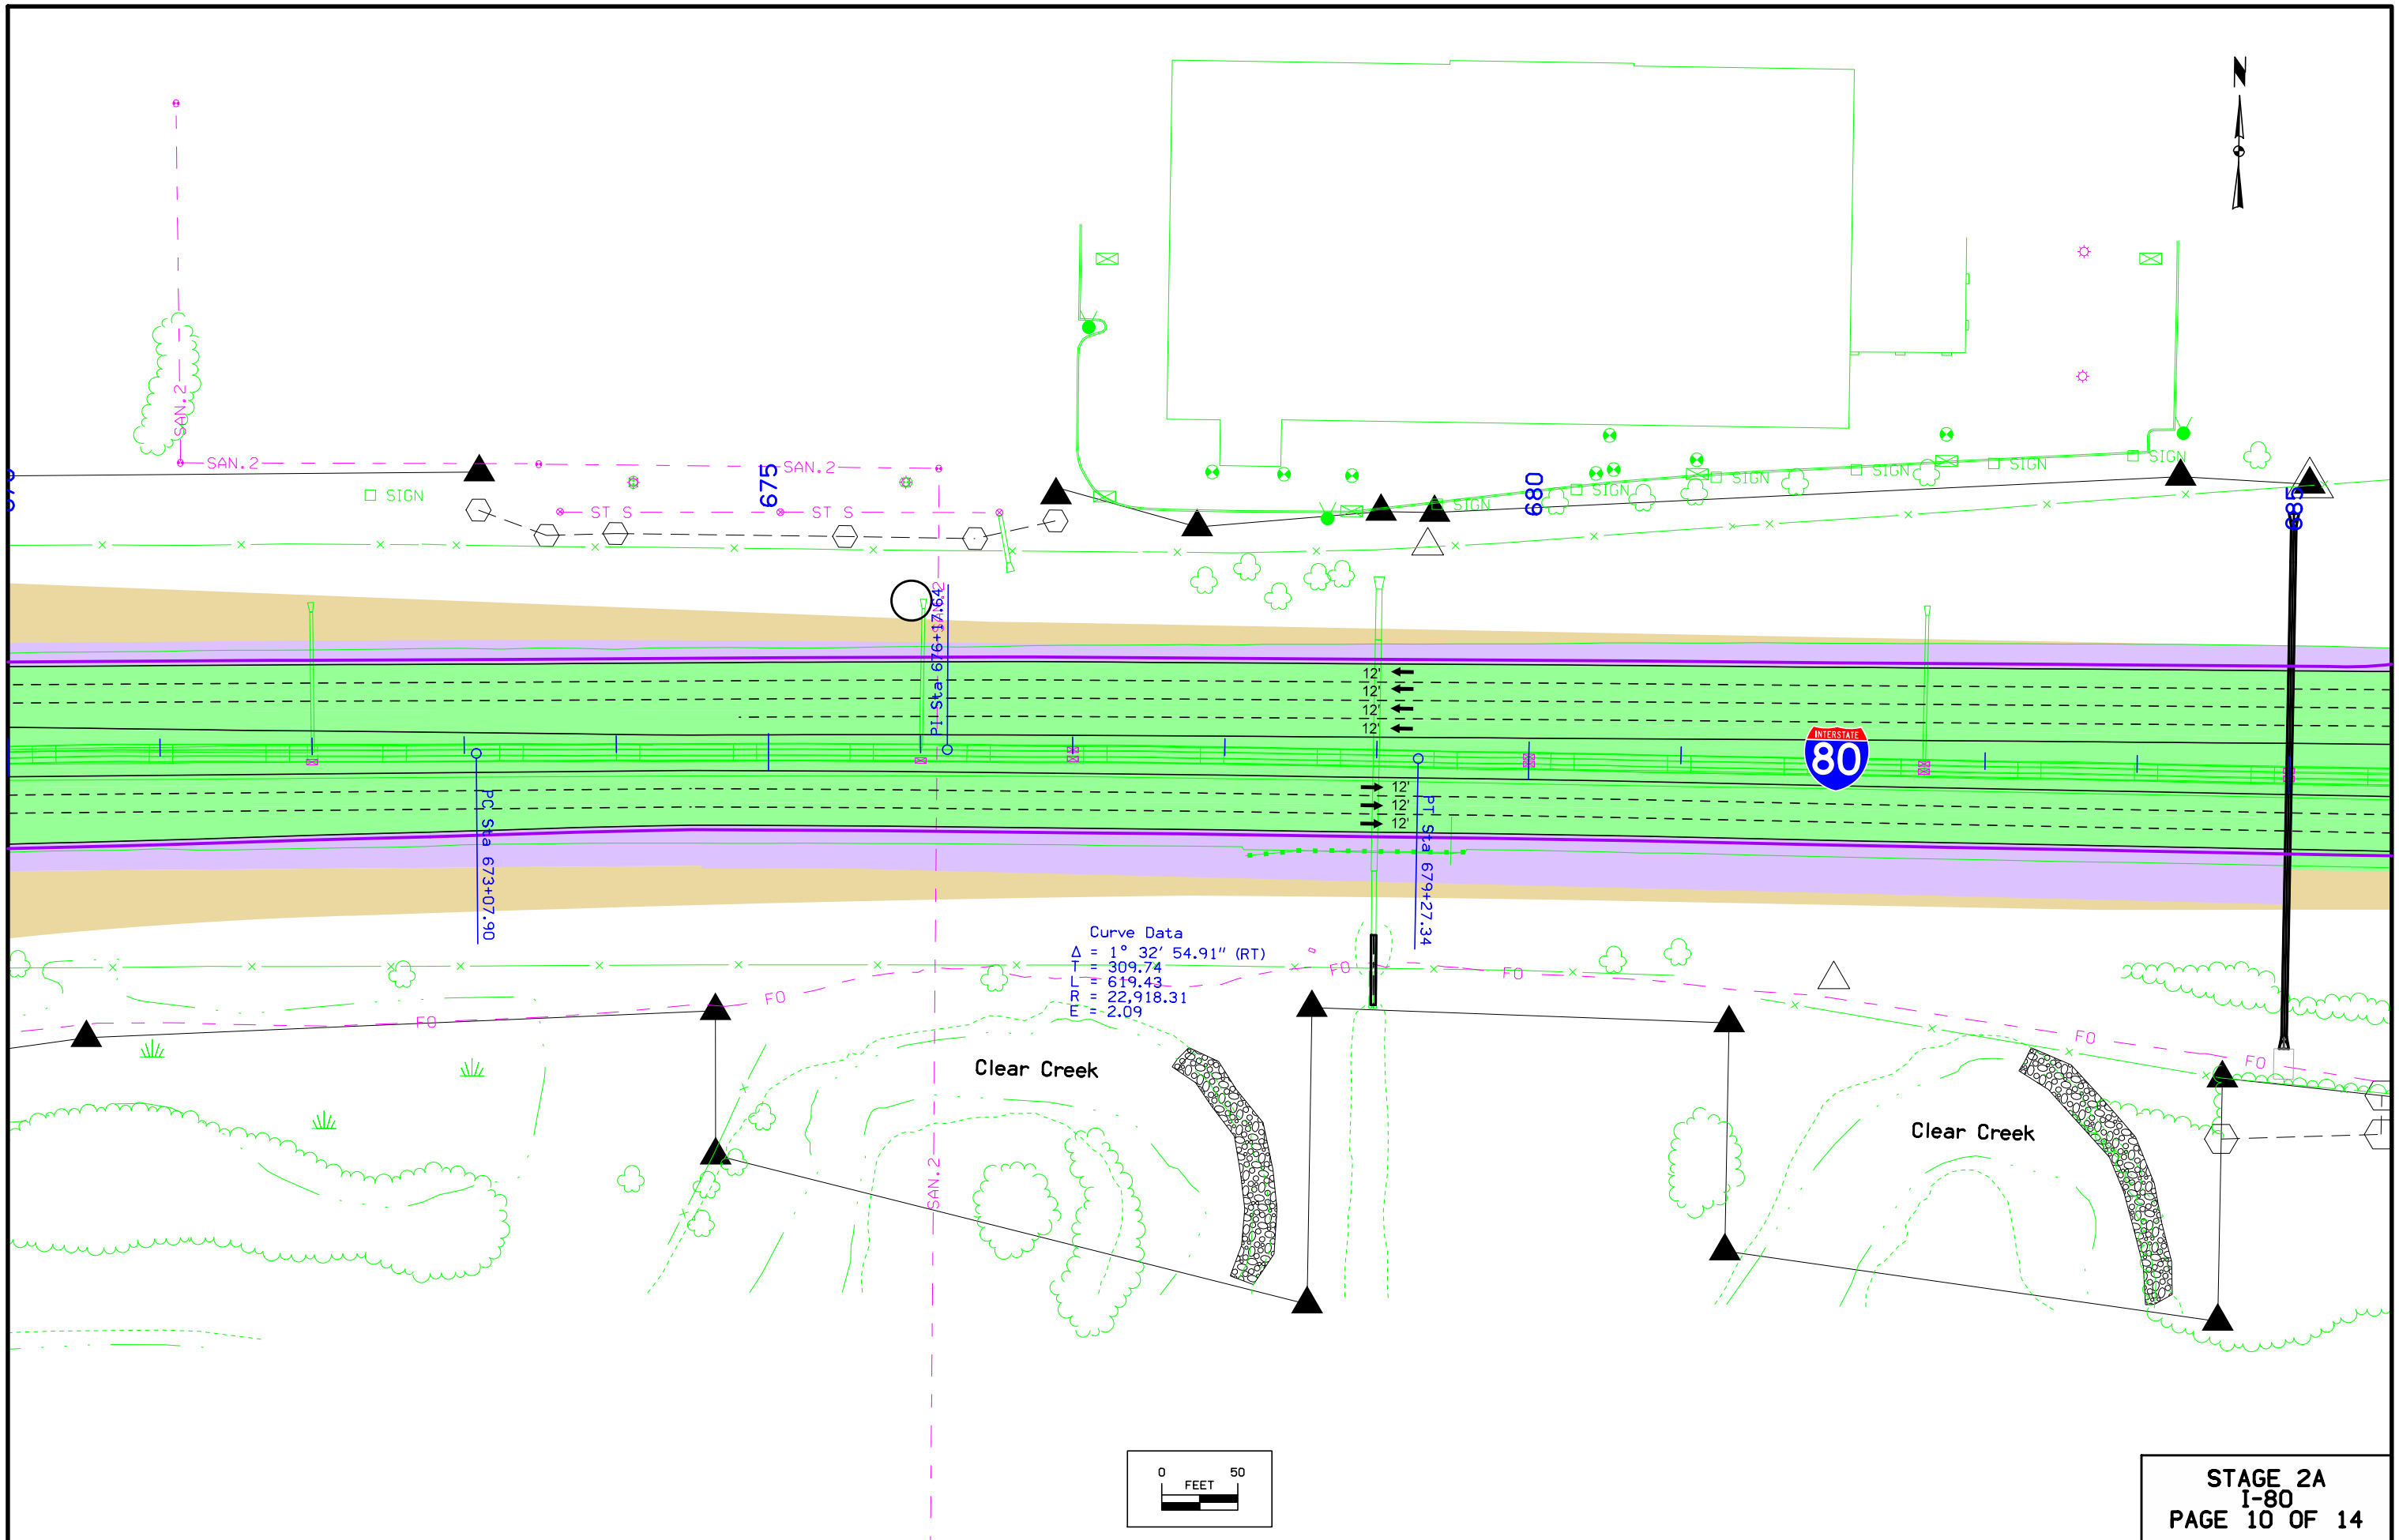 N
SAN.2
SAN.2
SAN.2
SIGN
675
ST S
ST S
680
SIGN
SIGN
SIGN
SIGN
SIGN
SIGN
685
SAN.2
PI Sta 676+17.64
12'
12'
12'
12'
INTERSTATE
80
12'
12'
12'
PC Sta 673+07.90
PT Sta 679+27.34
Curve Data
Δ = 1° 32' 54.91" (RT)
T = 309.74
L = 619.43
R = 22,918.31
E = 2.09
FO
FO
FO
FO
FO
FO
Clear Creek
Clear Creek
SAN.2
0 50
FEET
STAGE 2A
I-80
PAGE 10 OF 14